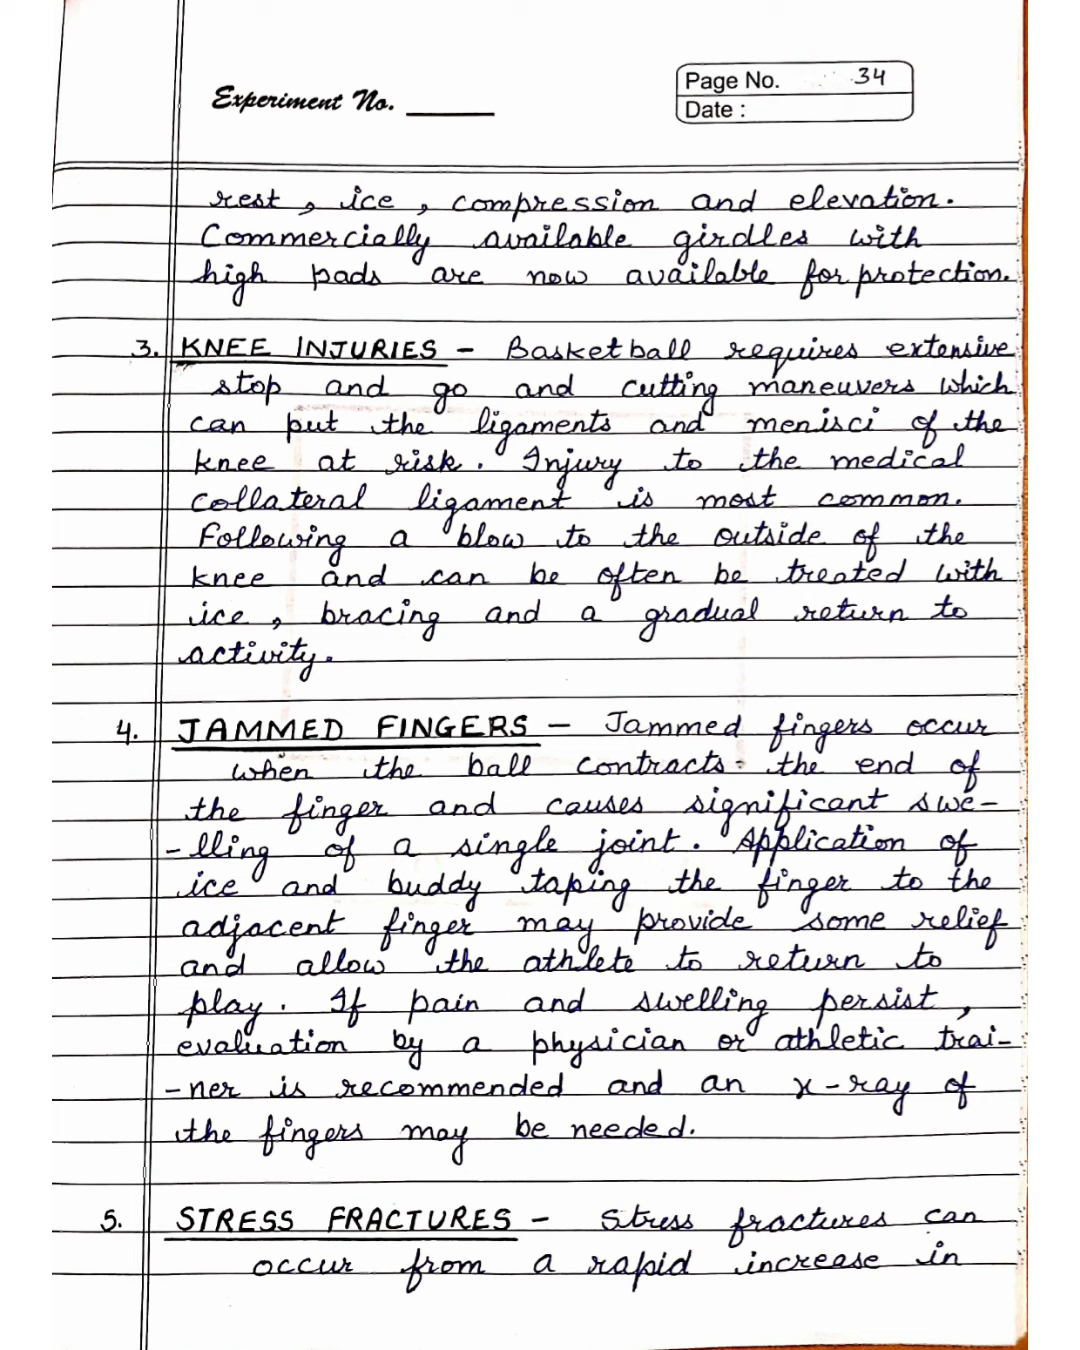 Experiment No. ______
Page No. 34
Date :
rest, ice, compression and elevation.
Commercially available girdles with
high pads are now available for protection.
3. KNEE INJURIES - Basketball requires extensive
stop and go and cutting maneuvers which
can put the ligaments and menisci of the
knee at risk. Injury to the medical
collateral ligament is most common.
Following a blow to the outside of the
knee and can be often be treated with
ice, bracing and a gradual return to
activity.
4. JAMMED FINGERS - Jammed fingers occur
when the ball contracts the end of
the finger and causes significant swe-
-lling of a single joint. Application of
ice and buddy taping the finger to the
adjacent finger may provide some relief
and allow the athlete to return to
play. If pain and swelling persist,
evaluation by a physician or athletic trai-
-ner is recommended and an x-ray of
the fingers may be needed.
5. STRESS FRACTURES - Stress fractures can
occur from a rapid increase in